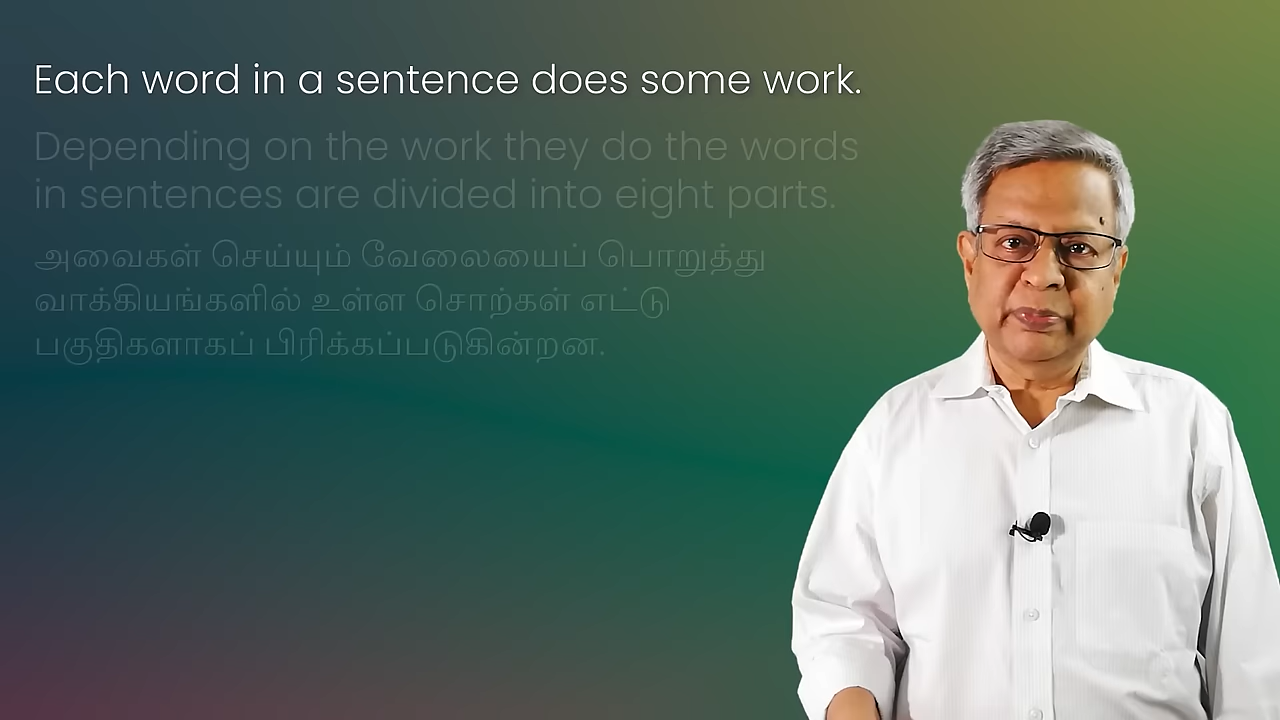 Each word in a sentence does some work.
Depending on the work they do the words
in sentences are divided into eight parts.
அவைகள் செய்யும் வேலையைப் பொறுத்து
வாக்கியங்களில் உள்ள சொற்கள் எட்டு
பகுதிகளாகப் பிரிக்கப்படுகின்றன.